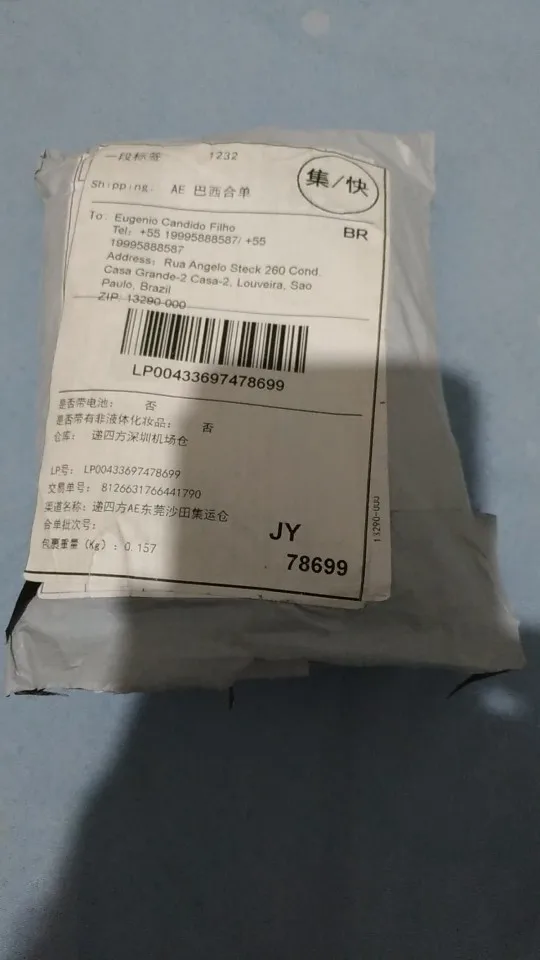 一段标签 1232
集/快
Shipping: AE 巴西合单
BR
To: Eugenio Candido Filho
Tel: +55 19995888587/ +55
19995888587
Address: Rua Angelo Steck 260 Cond.
Casa Grande-2 Casa-2, Louveira, Sao
Paulo, Brazil
ZIP: 13290-000
LP00433697478699
是否带电池: 否
是否带有非液体化妆品: 否
仓库: 递四方深圳机场仓
LP号: LP00433697478699
交易单号: 8126631766441790
渠道名称: 递四方AE东莞沙田集运仓
合单批次号:
包裹重量(Kg): 0.157
JY
78699
13290-000